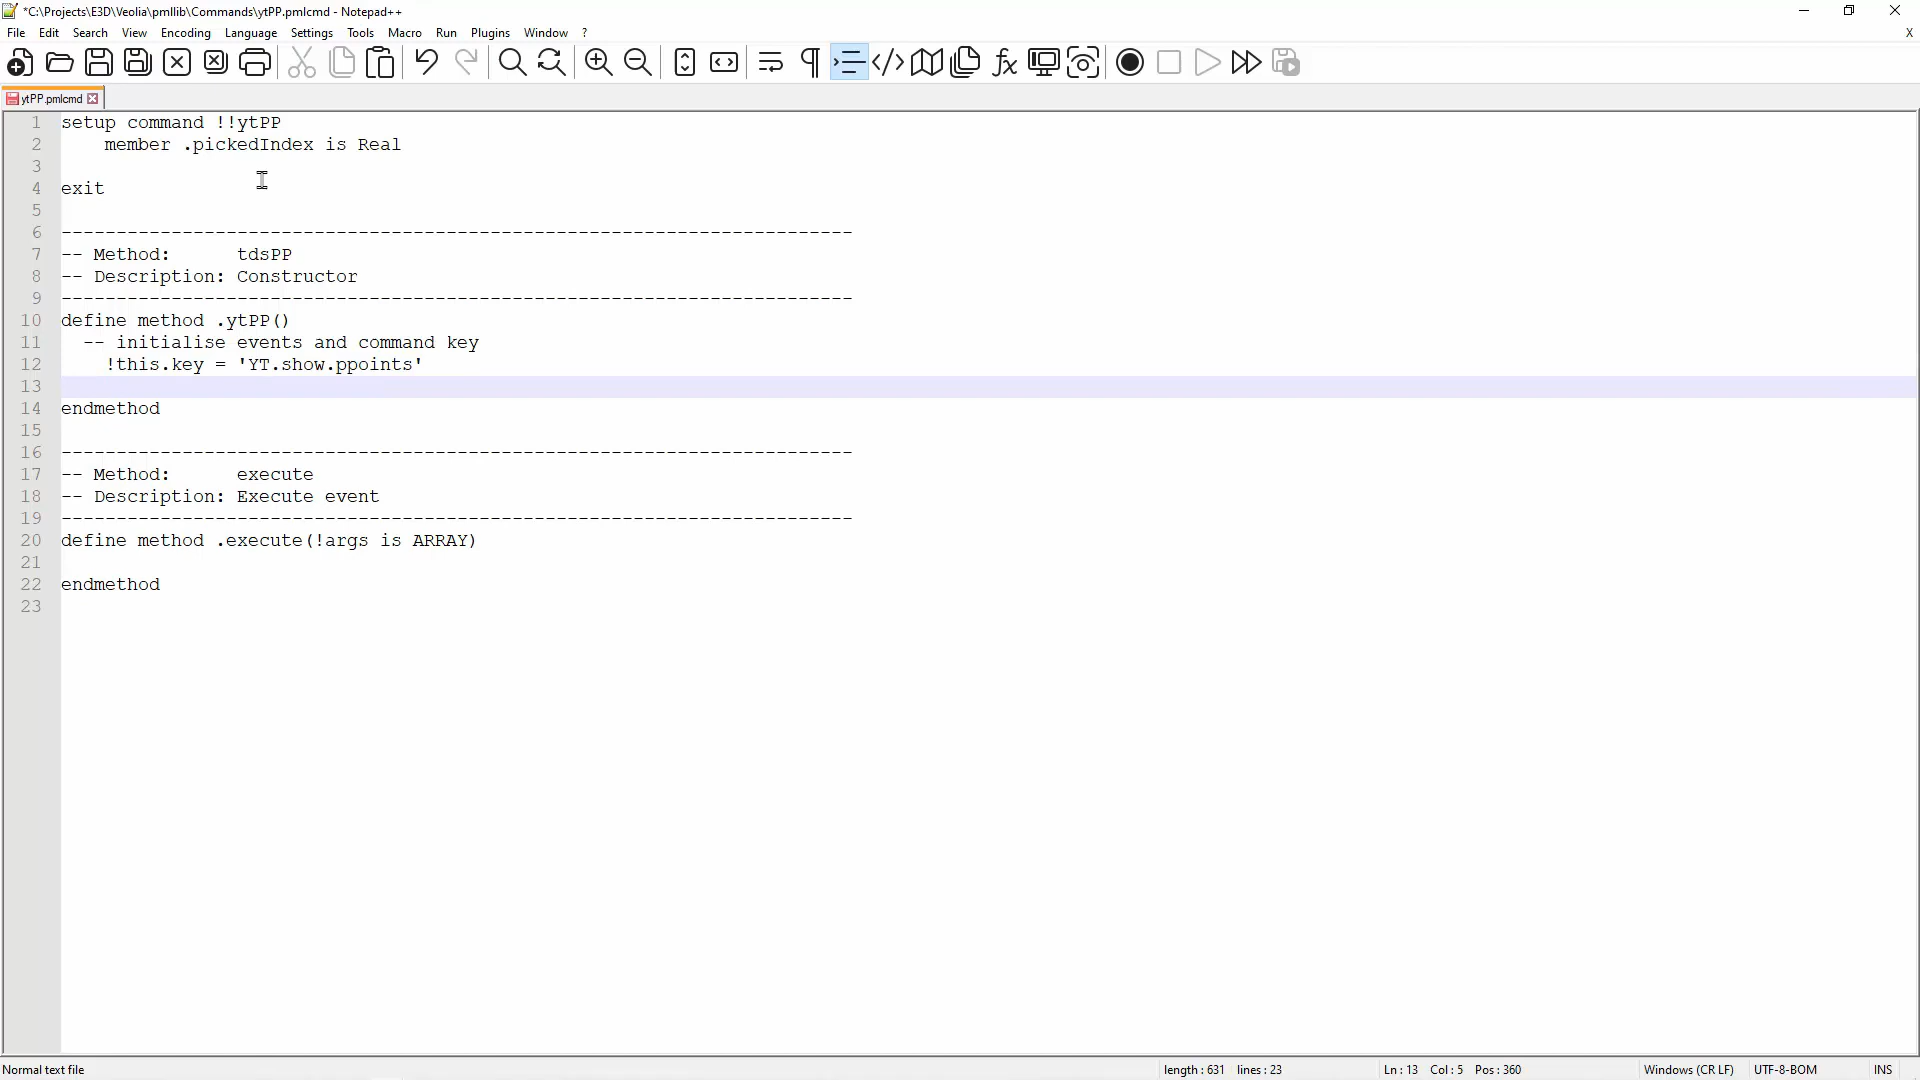 *C:\Projects\E3D\Veolia\pmllib\Commands\ytPP.pmlcmd - Notepad++
File Edit Search View Encoding Language Settings Tools Macro Run Plugins Window ? X
ytPP.pmlcmd
1 setup command !!ytPP
2 member .pickedIndex is Real
3
4 exit
5
6 ------------------------------------------------------------------------
7 -- Method: tdsPP
8 -- Description: Constructor
9 ------------------------------------------------------------------------
10 define method .ytPP()
11 -- initialise events and command key
12 !this.key = 'YT.show.ppoints'
13
14 endmethod
15
16 ------------------------------------------------------------------------
17 -- Method: execute
18 -- Description: Execute event
19 ------------------------------------------------------------------------
20 define method .execute(!args is ARRAY)
21
22 endmethod
23
Normal text file length : 631 lines : 23 Ln : 13 Col : 5 Pos : 360 Windows (CR LF) UTF-8-BOM INS